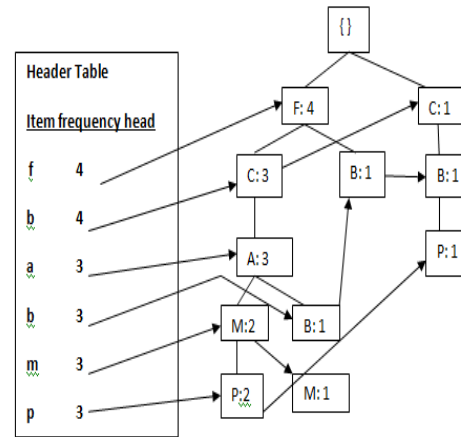 { }
Header Table
Item frequency head
F: 4
C: 1
f 4
C: 3
B: 1
B: 1
b 4
A: 3
P: 1
a 3
b 3
M:2
B: 1
m 3
P:2
M: 1
p 3